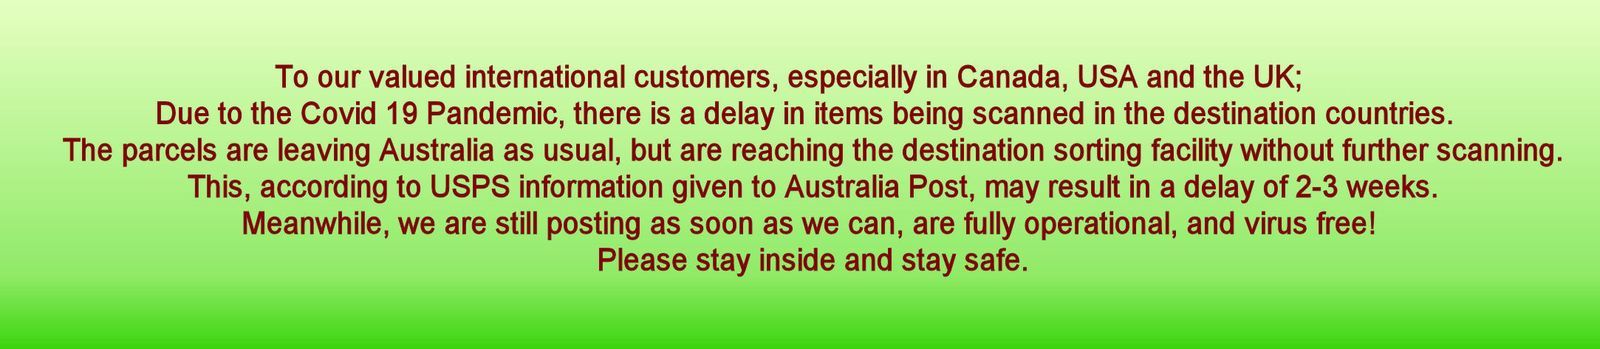 To our valued international customers, especially in Canada, USA and the UK;
Due to the Covid 19 Pandemic, there is a delay in items being scanned in the destination countries.
The parcels are leaving Australia as usual, but are reaching the destination sorting facility without further scanning.
This, according to USPS information given to Australia Post, may result in a delay of 2-3 weeks.
Meanwhile, we are still posting as soon as we can, are fully operational, and virus free!
Please stay inside and stay safe.